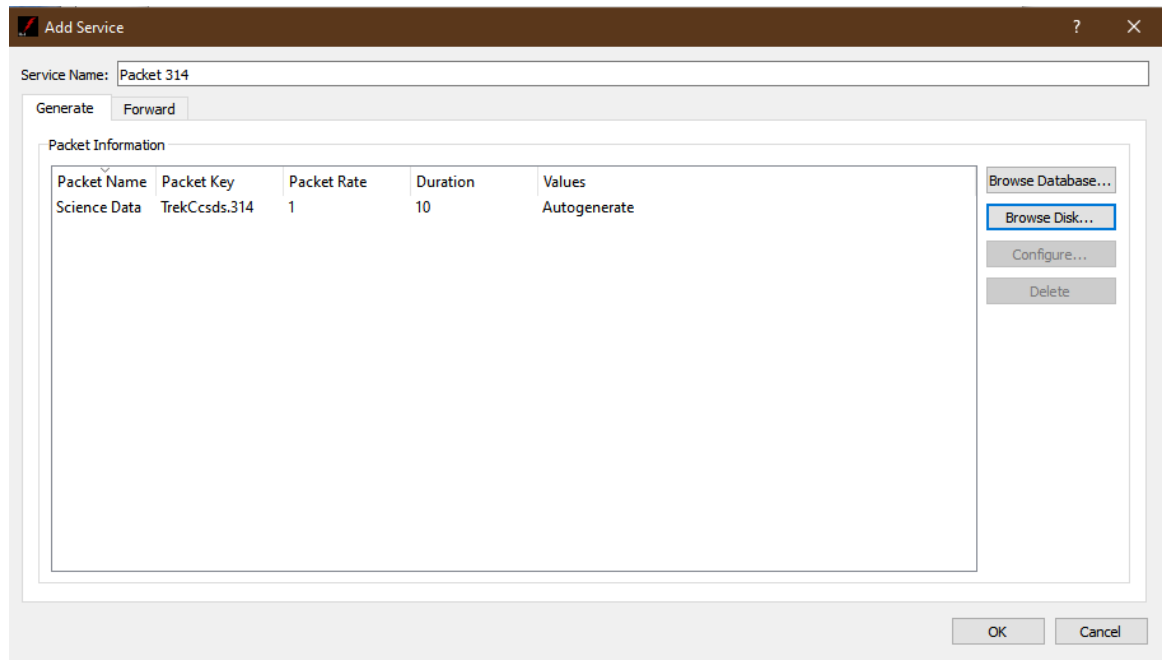 Add Service
?
Service Name: Packet 314
Generate Forward
Packet Information
Packet Name Packet Key Packet Rate Duration Values
Science Data TrekCcsds.314 1 10 Autogenerate
Browse Database...
Browse Disk...
Configure...
Delete
OK Cancel